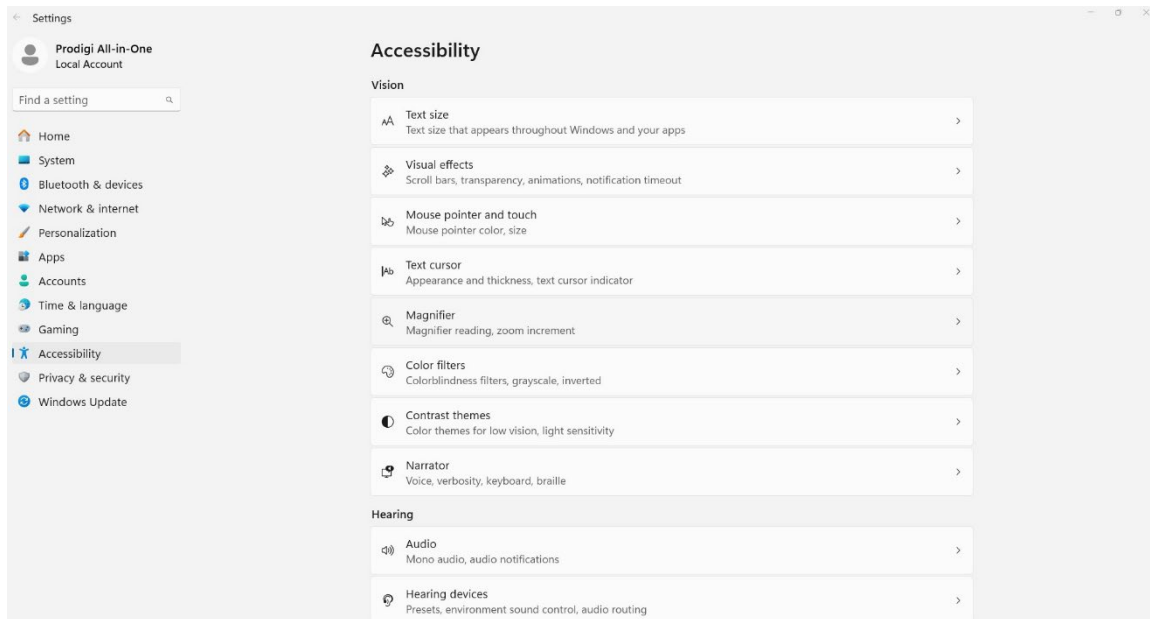 Settings
Prodigi All-in-One
Local Account
Find a setting
Home
System
Bluetooth & devices
Network & internet
Personalization
Apps
Accounts
Time & language
Gaming
Accessibility
Privacy & security
Windows Update
Accessibility
Vision
Text size
Text size that appears throughout Windows and your apps
Visual effects
Scroll bars, transparency, animations, notification timeout
Mouse pointer and touch
Mouse pointer color, size
Text cursor
Appearance and thickness, text cursor indicator
Magnifier
Magnifier reading, zoom increment
Color filters
Colorblindness filters, grayscale, inverted
Contrast themes
Color themes for low vision, light sensitivity
Narrator
Voice, verbosity, keyboard, braille
Hearing
Audio
Mono audio, audio notifications
Hearing devices
Presets, environment sound control, audio routing